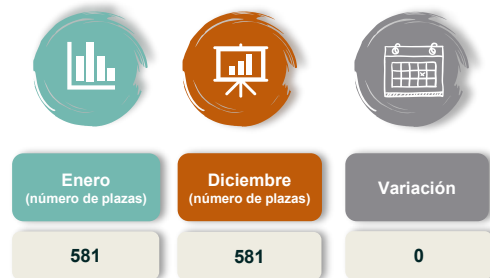 Enero
(número de plazas)
Diciembre
(número de plazas)
Variación
581
581
0